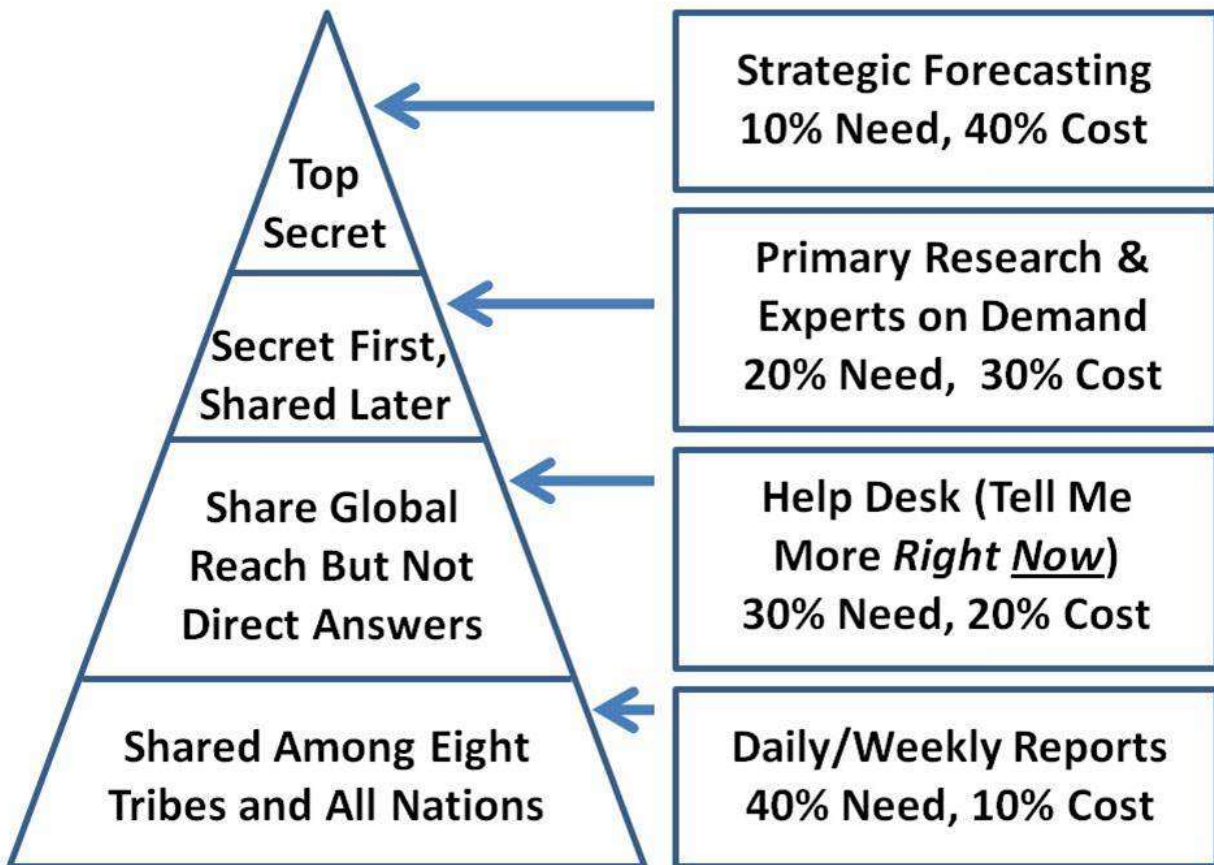 Top
Secret
Strategic Forecasting
10% Need, 40% Cost
Secret First,
Shared Later
Primary Research &
Experts on Demand
20% Need, 30% Cost
Share Global
Reach But Not
Direct Answers
Help Desk (Tell Me
More Right Now)
30% Need, 20% Cost
Shared Among Eight
Tribes and All Nations
Daily/Weekly Reports
40% Need, 10% Cost